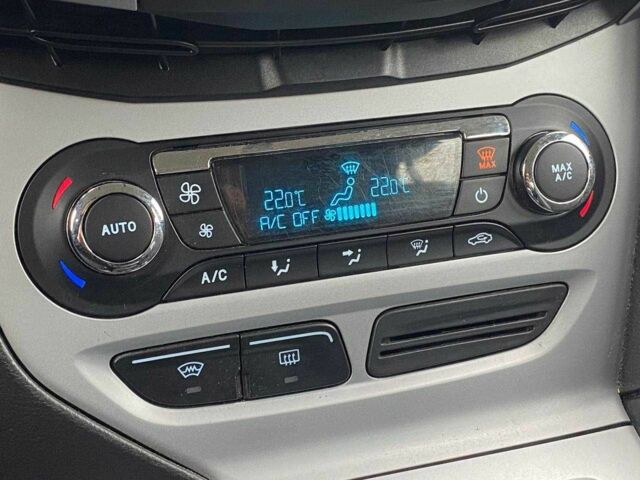 22.0°C 22.0°C
A/C OFF
AUTO
MAX
MAX
A/C
A/C